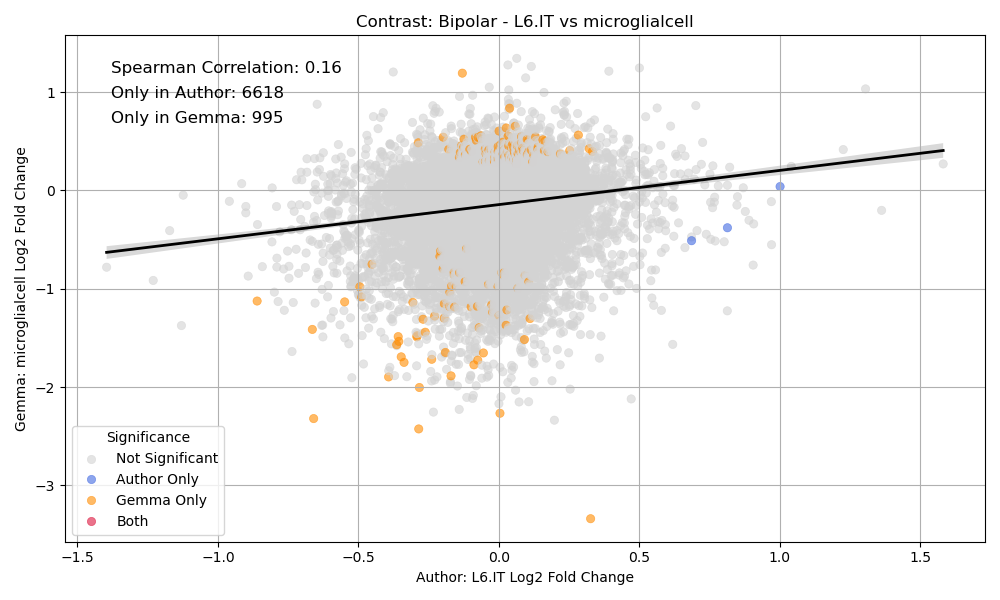 Contrast: Bipolar - L6.IT vs microglialcell
Spearman Correlation: 0.16
Only in Author: 6618
Only in Gemma: 995
Gemma: microglialcell Log2 Fold Change
1
0
−1
−2
−3
Significance
Not Significant
Author Only
Gemma Only
Both
−1.5
−1.0
−0.5
0.0
0.5
1.0
1.5
Author: L6.IT Log2 Fold Change